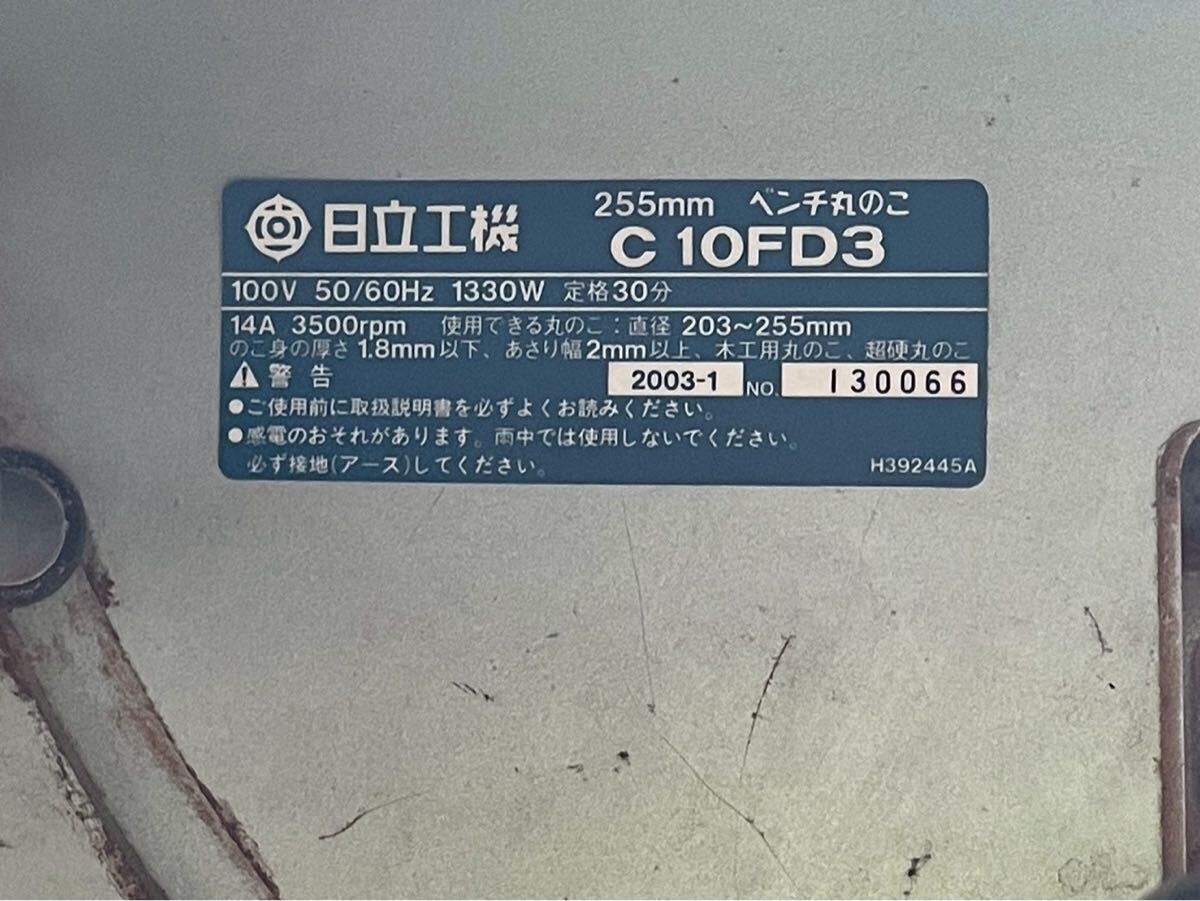 日立工機 255mm ベンチ丸のこ
C10FD3
100V 50/60Hz 1330W 定格30分
14A 3500rpm 使用できる丸のこ:直径 203~255mm
のこ身の厚さ1.8mm以下、あさり幅2mm以上、木工用丸のこ、超硬丸のこ
警告 2003-1 NO. 130066
●ご使用前に取扱説明書を必ずよくお読みください。
●感電のおそれがあります。雨中では使用しないでください。
必ず接地(アース)してください。 H392445A